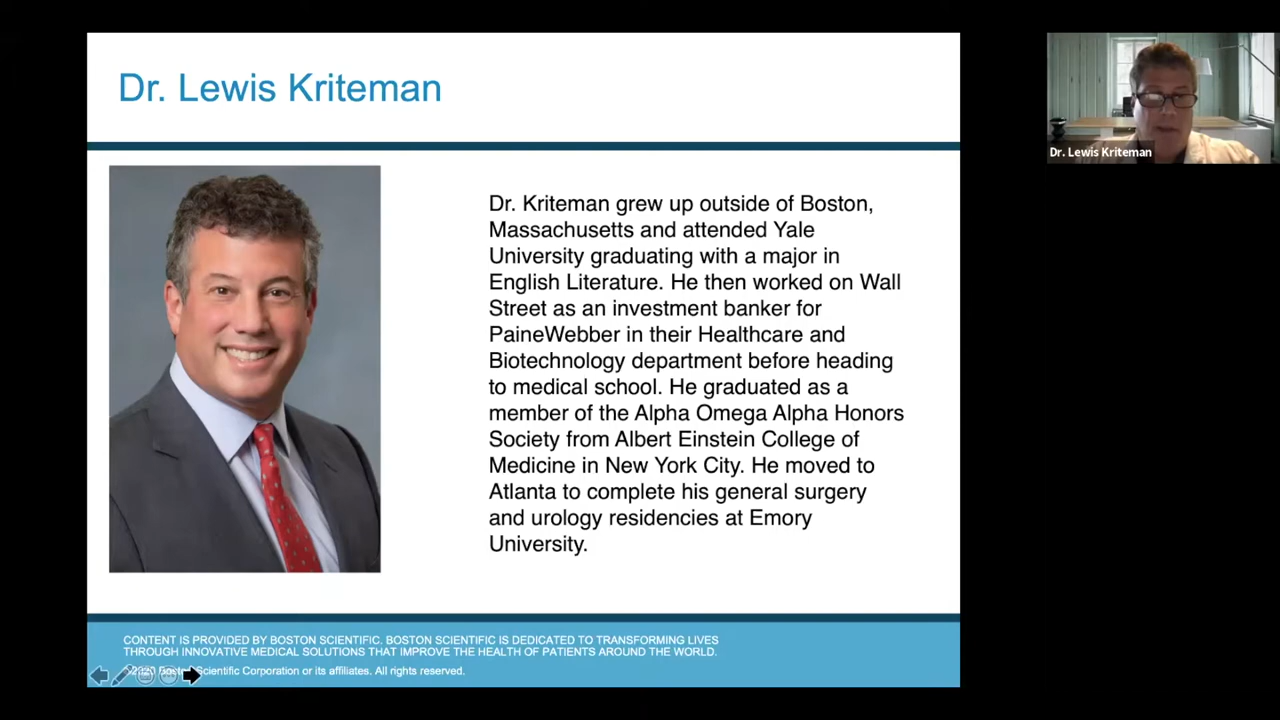 Dr. Lewis Kriteman
Dr. Lewis Kriteman
Dr. Kriteman grew up outside of Boston,
Massachusetts and attended Yale
University graduating with a major in
English Literature. He then worked on Wall
Street as an investment banker for
PaineWebber in their Healthcare and
Biotechnology department before heading
to medical school. He graduated as a
member of the Alpha Omega Alpha Honors
Society from Albert Einstein College of
Medicine in New York City. He moved to
Atlanta to complete his general surgery
and urology residencies at Emory
University.
CONTENT IS PROVIDED BY BOSTON SCIENTIFIC. BOSTON SCIENTIFIC IS DEDICATED TO TRANSFORMING LIVES
THROUGH INNOVATIVE MEDICAL SOLUTIONS THAT IMPROVE THE HEALTH OF PATIENTS AROUND THE WORLD.
©2020 Boston Scientific Corporation or its affiliates. All rights reserved.